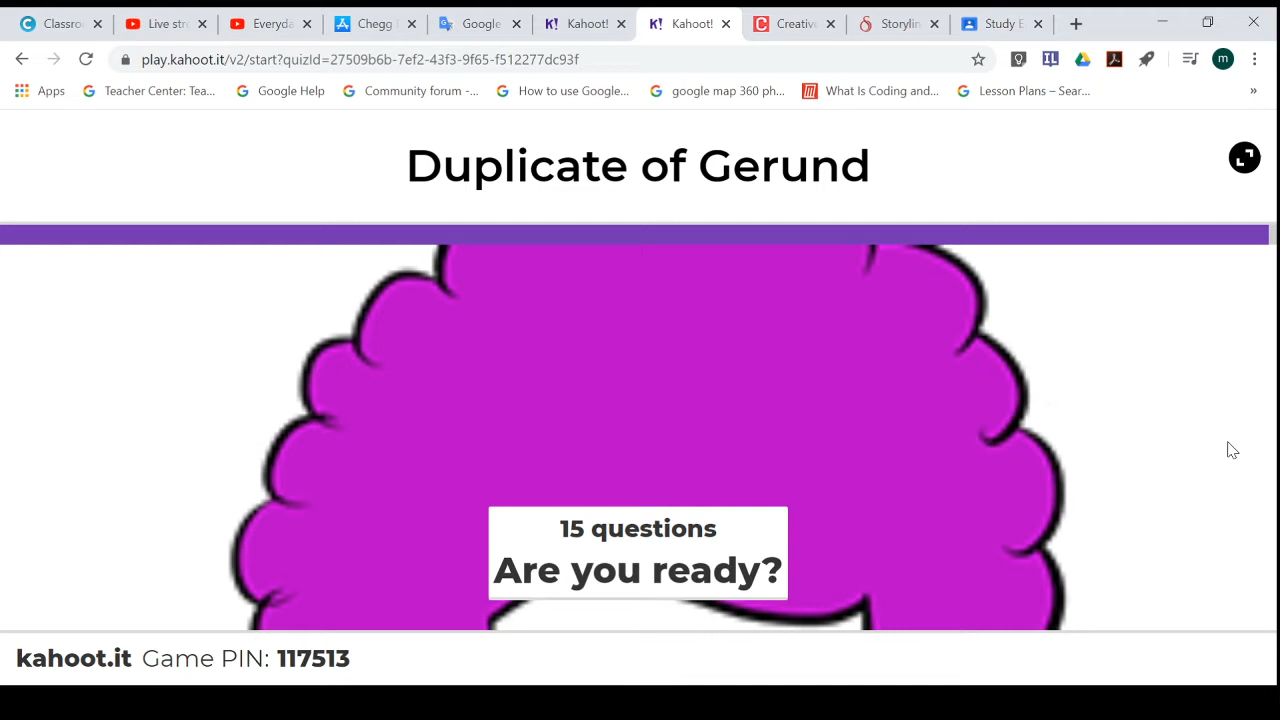 Classroo
Live str
Everyda
Chegg
Google
Kahoot!
Kahoot!
Creative
Storylin
Study E
play.kahoot.it/v2/start?quizId=27509b6b-7ef2-43f3-9f65-f512277dc93f
m
Apps Teacher Center: Tea... Google Help Community forum -... How to use Google... google map 360 ph... What Is Coding and... Lesson Plans – Sear... »
Duplicate of Gerund
15 questions
Are you ready?
kahoot.it Game PIN: 117513